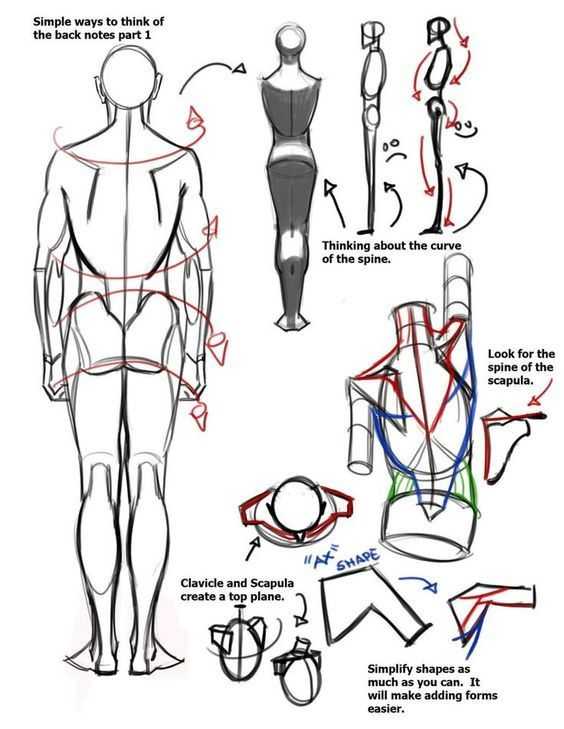 Simple ways to think of
the back notes part 1
Thinking about the curve
of the spine.
Look for the
spine of the
scapula.
"AX" SHAPE
Clavicle and Scapula
create a top plane.
Simplify shapes as
much as you can.  It
will make adding forms
easier.